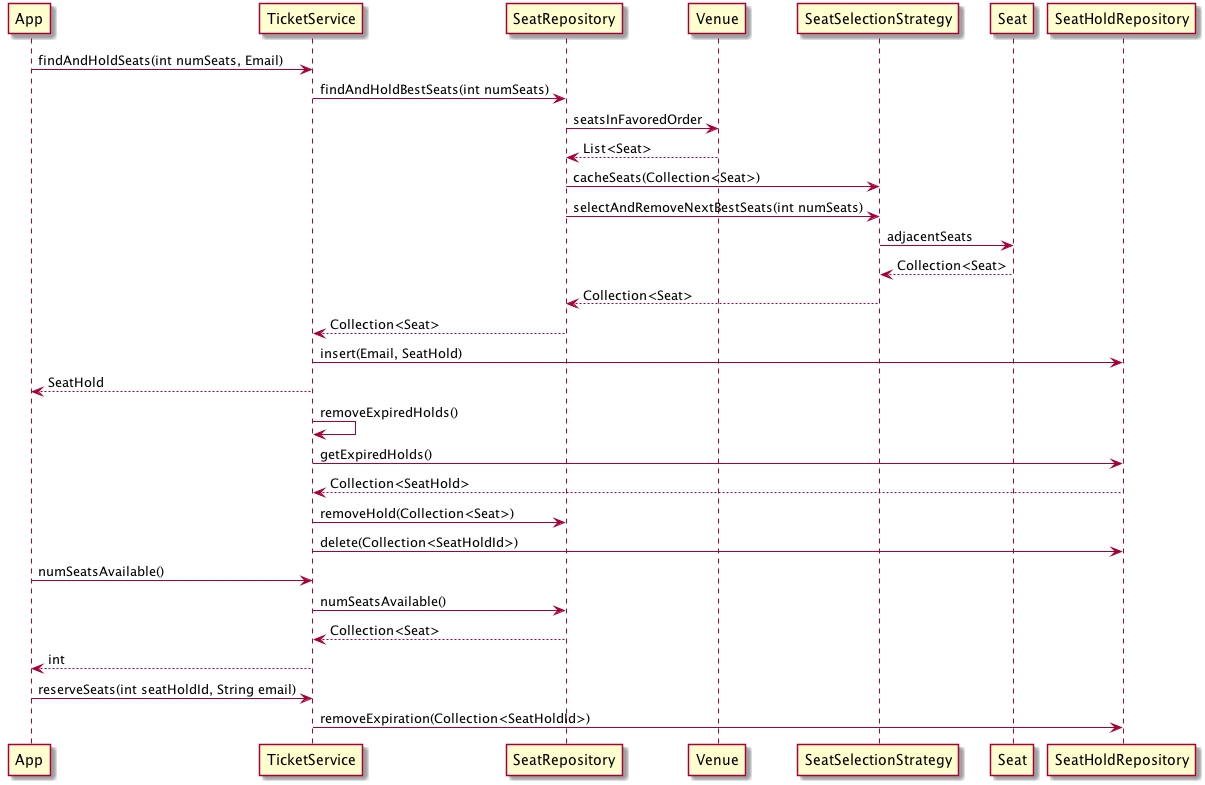 App TicketService SeatRepository Venue SeatSelectionStrategy Seat SeatHoldRepository
findAndHoldSeats(int numSeats, Email)
findAndHoldBestSeats(int numSeats)
seatsInFavoredOrder
List<Seat>
cacheSeats(Collection<Seat>)
selectAndRemoveNextBestSeats(int numSeats)
adjacentSeats
Collection<Seat>
Collection<Seat>
Collection<Seat>
insert(Email, SeatHold)
SeatHold
removeExpiredHolds()
getExpiredHolds()
Collection<SeatHold>
removeHold(Collection<Seat>)
delete(Collection<SeatHoldId>)
numSeatsAvailable()
numSeatsAvailable()
Collection<Seat>
int
reserveSeats(int seatHoldId, String email)
removeExpiration(Collection<SeatHoldId>)
App TicketService SeatRepository Venue SeatSelectionStrategy Seat SeatHoldRepository